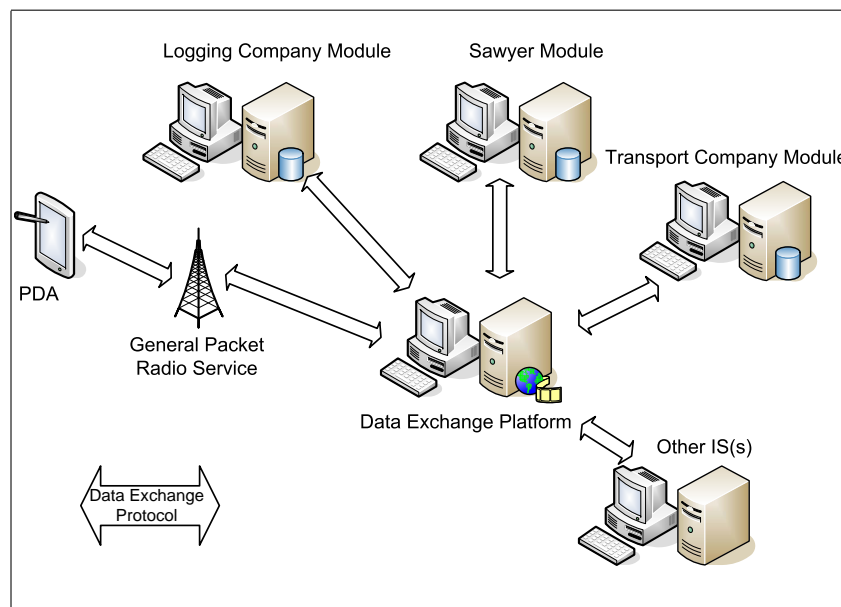 Logging Company Module
Sawyer Module
Transport Company Module
PDA
General Packet
Radio Service
Data Exchange Platform
Other IS(s)
Data Exchange
Protocol